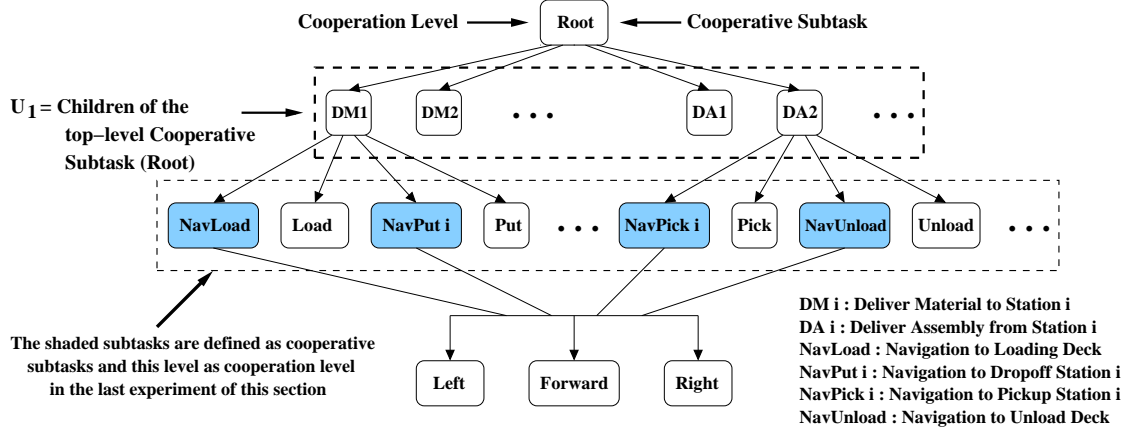 Cooperation Level
Root
Cooperative Subtask
U1 = Children of the
top-level Cooperative
Subtask (Root)
DM1
DM2
• • •
DA1
DA2
• • •
NavLoad
Load
NavPut i
Put
• • •
NavPick i
Pick
NavUnload
Unload
• • •
The shaded subtasks are defined as cooperative
subtasks and this level as cooperation level
in the last experiment of this section
Left
Forward
Right
DM i : Deliver Material to Station i
DA i : Deliver Assembly from Station i
NavLoad : Navigation to Loading Deck
NavPut i : Navigation to Dropoff Station i
NavPick i : Navigation to Pickup Station i
NavUnload : Navigation to Unload Deck